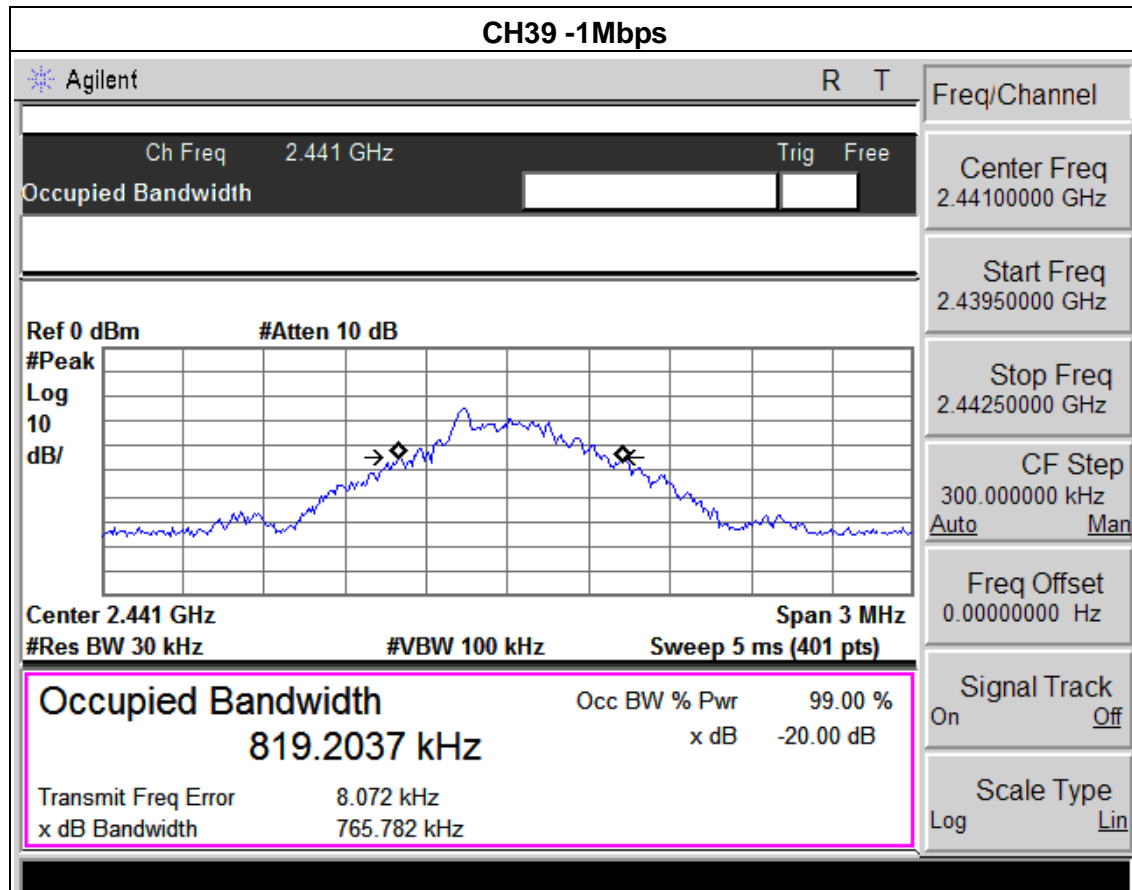 CH39 -1Mbps
Agilent R T
Ch Freq 2.441 GHz Trig Free
Occupied Bandwidth
Ref 0 dBm #Atten 10 dB
#Peak
Log
10
dB/
Center 2.441 GHz Span 3 MHz
#Res BW 30 kHz #VBW 100 kHz Sweep 5 ms (401 pts)
Occupied Bandwidth Occ BW % Pwr 99.00 %
819.2037 kHz x dB -20.00 dB
Transmit Freq Error 8.072 kHz
x dB Bandwidth 765.782 kHz
Freq/Channel
Center Freq
2.44100000 GHz
Start Freq
2.43950000 GHz
Stop Freq
2.44250000 GHz
CF Step
300.000000 kHz
Auto Man
Freq Offset
0.00000000 Hz
Signal Track
On Off
Scale Type
Log Lin